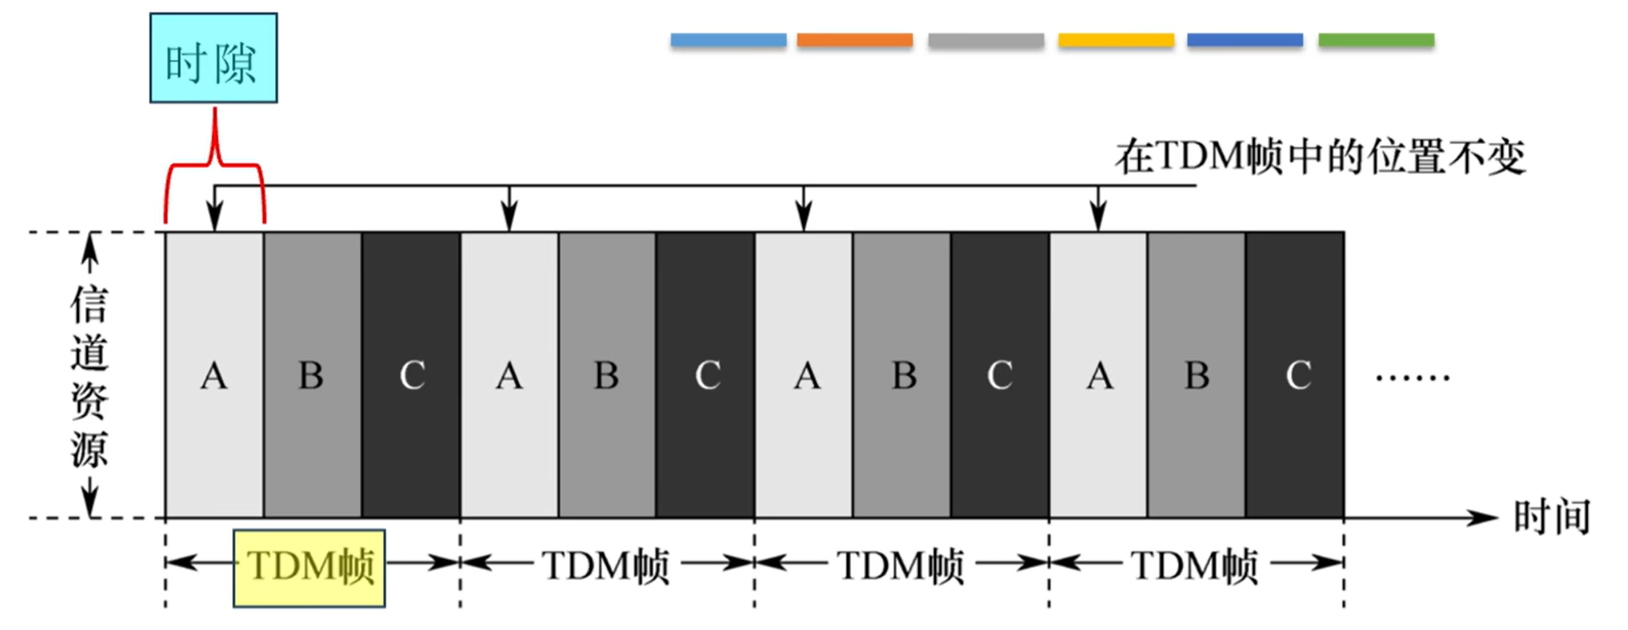 时隙
在TDM帧中的位置不变
信道资源
A B C A B C A B C A B C ……
时间
TDM帧 TDM帧 TDM帧 TDM帧